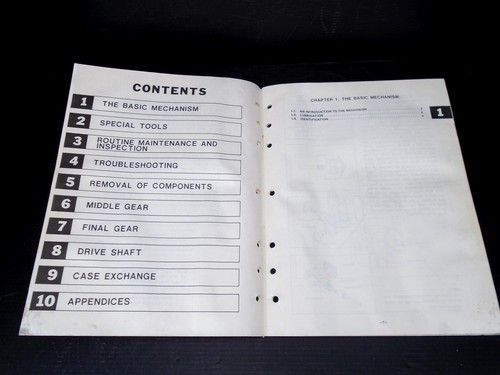 CONTENTS
1 THE BASIC MECHANISM
2 SPECIAL TOOLS
3 ROUTINE MAINTENANCE AND
INSPECTION
4 TROUBLESHOOTING
5 REMOVAL OF COMPONENTS
6 MIDDLE GEAR
7 FINAL GEAR
8 DRIVE SHAFT
9 CASE EXCHANGE
10 APPENDICES
CHAPTER 1. THE BASIC MECHANISM
1